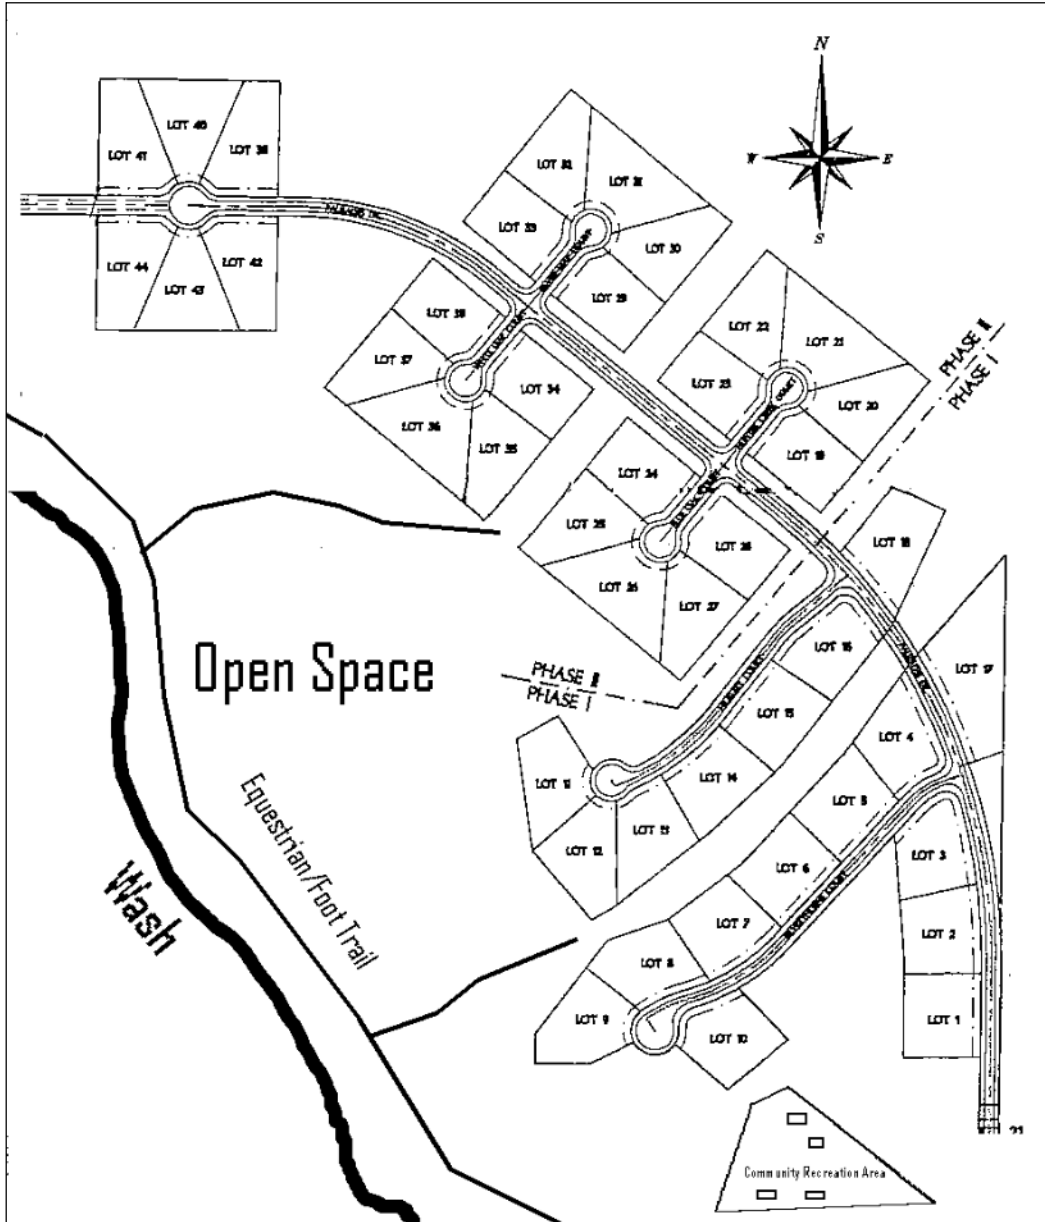 N
W E
S
LOT 40
LOT 41
LOT 39
LOT 44
LOT 43
LOT 42
LOT 32
LOT 31
LOT 33
LOT 30
LOT 29
LOT 38
LOT 37
LOT 34
LOT 36
LOT 35
LOT 22
LOT 21
LOT 23
LOT 20
LOT 19
PHASE II
PHASE I
LOT 24
LOT 25
LOT 28
LOT 26
LOT 27
LOT 18
LOT 16
LOT 17
Open Space
PHASE II
PHASE I
LOT 15
LOT 4
LOT 11
LOT 14
LOT 5
LOT 13
LOT 12
LOT 6
LOT 3
Equestrian/Foot Trail
Wash
LOT 7
LOT 2
LOT 8
LOT 9
LOT 10
LOT 1
Community Recreation Area